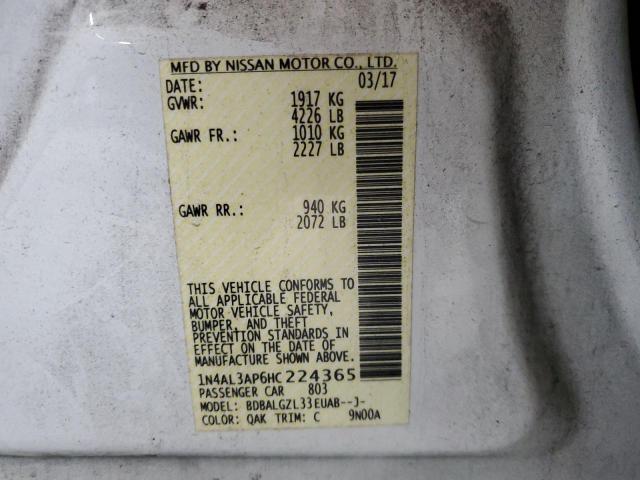 MFD BY NISSAN MOTOR CO., LTD.
DATE: 03/17
GVWR: 1917 KG
4226 LB
GAWR FR.: 1010 KG
2227 LB
GAWR RR.: 940 KG
2072 LB
THIS VEHICLE CONFORMS TO
ALL APPLICABLE FEDERAL
MOTOR VEHICLE SAFETY,
BUMPER, AND THEFT
PREVENTION STANDARDS IN
EFFECT ON THE DATE OF
MANUFACTURE SHOWN ABOVE.
1N4AL3AP6HC224365
PASSENGER CAR 803
MODEL: BDBALGZL33EUAB--J-
COLOR: QAK TRIM: C 9N00A